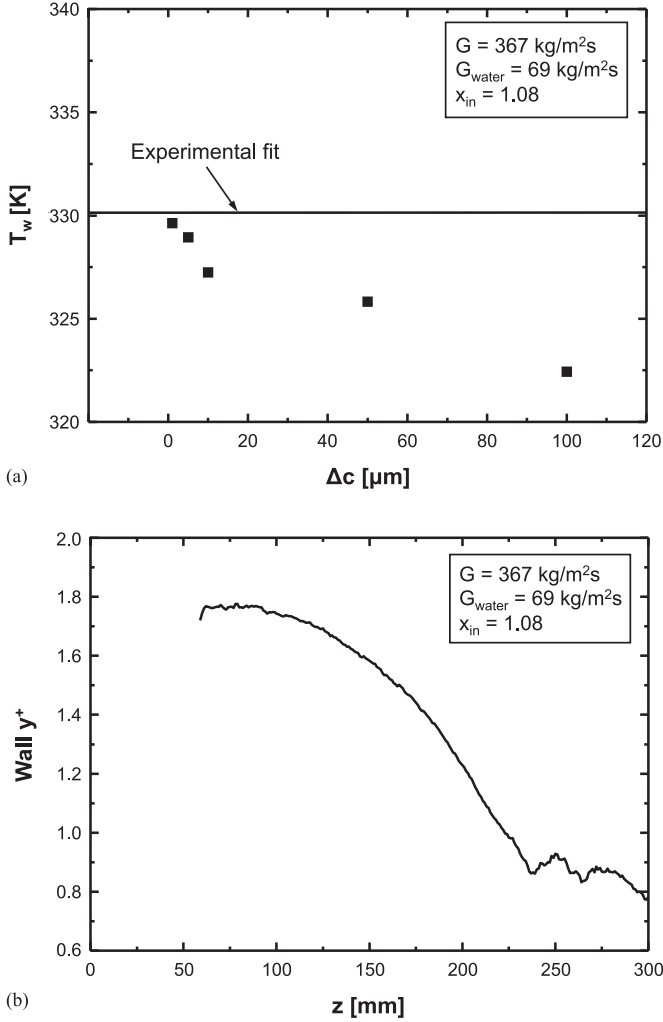 340
335
330
325
320
T_w [K]
G = 367 kg/m²s
G_water = 69 kg/m²s
x_in = 1.08
Experimental fit
0 20 40 60 80 100 120
Δc [µm]
(a)
2.0
1.8
1.6
1.4
1.2
1.0
0.8
0.6
Wall y⁺
G = 367 kg/m²s
G_water = 69 kg/m²s
x_in = 1.08
0 50 100 150 200 250 300
z [mm]
(b)